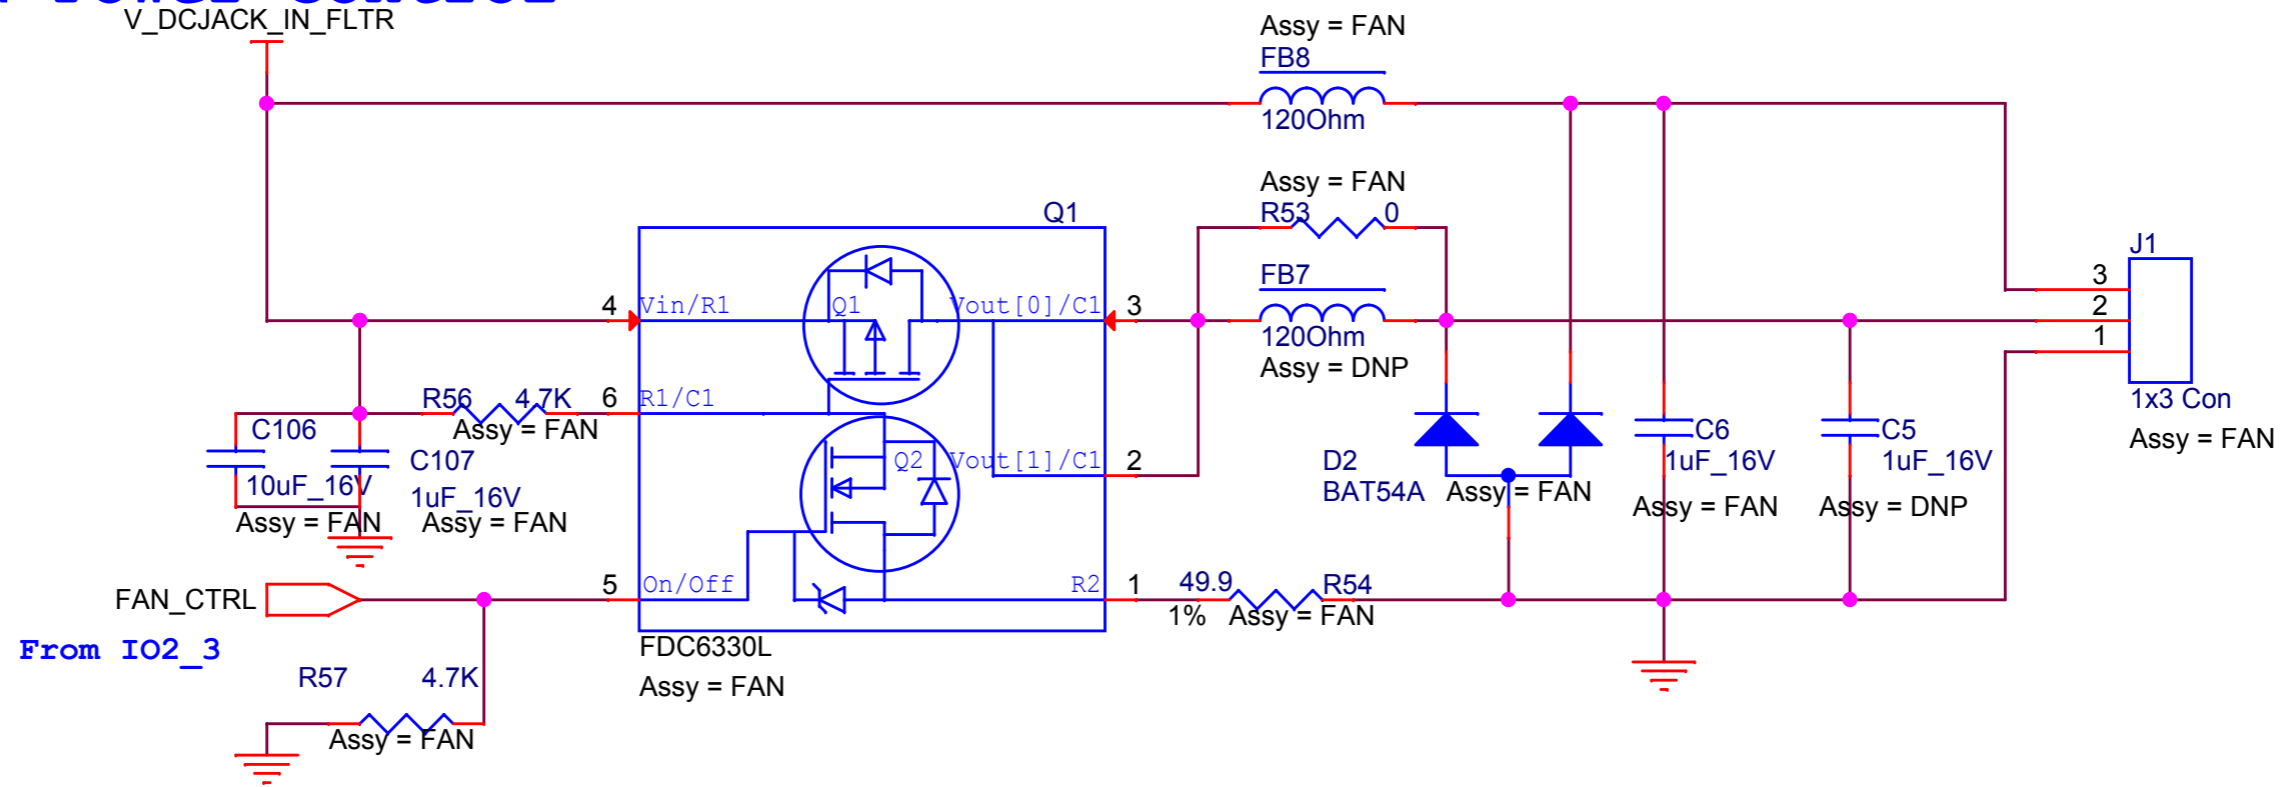 V_DCJACK_IN_FLTR
Assy = FAN
FB8
120Ohm
Assy = FAN
R53 0
FB7
120Ohm
Assy = DNP
Q1
4 Vin/R1 Q1 Vout[0]/C1 3
R56 4.7K 6 R1/C1
Assy = FAN
C106
10uF_16V
Assy = FAN
C107
1uF_16V
Assy = FAN
Q2 Vout[1]/C1 2
D2
BAT54A
Assy = FAN
C6
1uF_16V
Assy = FAN
C5
1uF_16V
Assy = DNP
J1
3
2
1
1x3 Con
Assy = FAN
FAN_CTRL
5 On/Off R2 1
49.9 R54
1% Assy = FAN
From IO2_3
FDC6330L
Assy = FAN
R57 4.7K
Assy = FAN